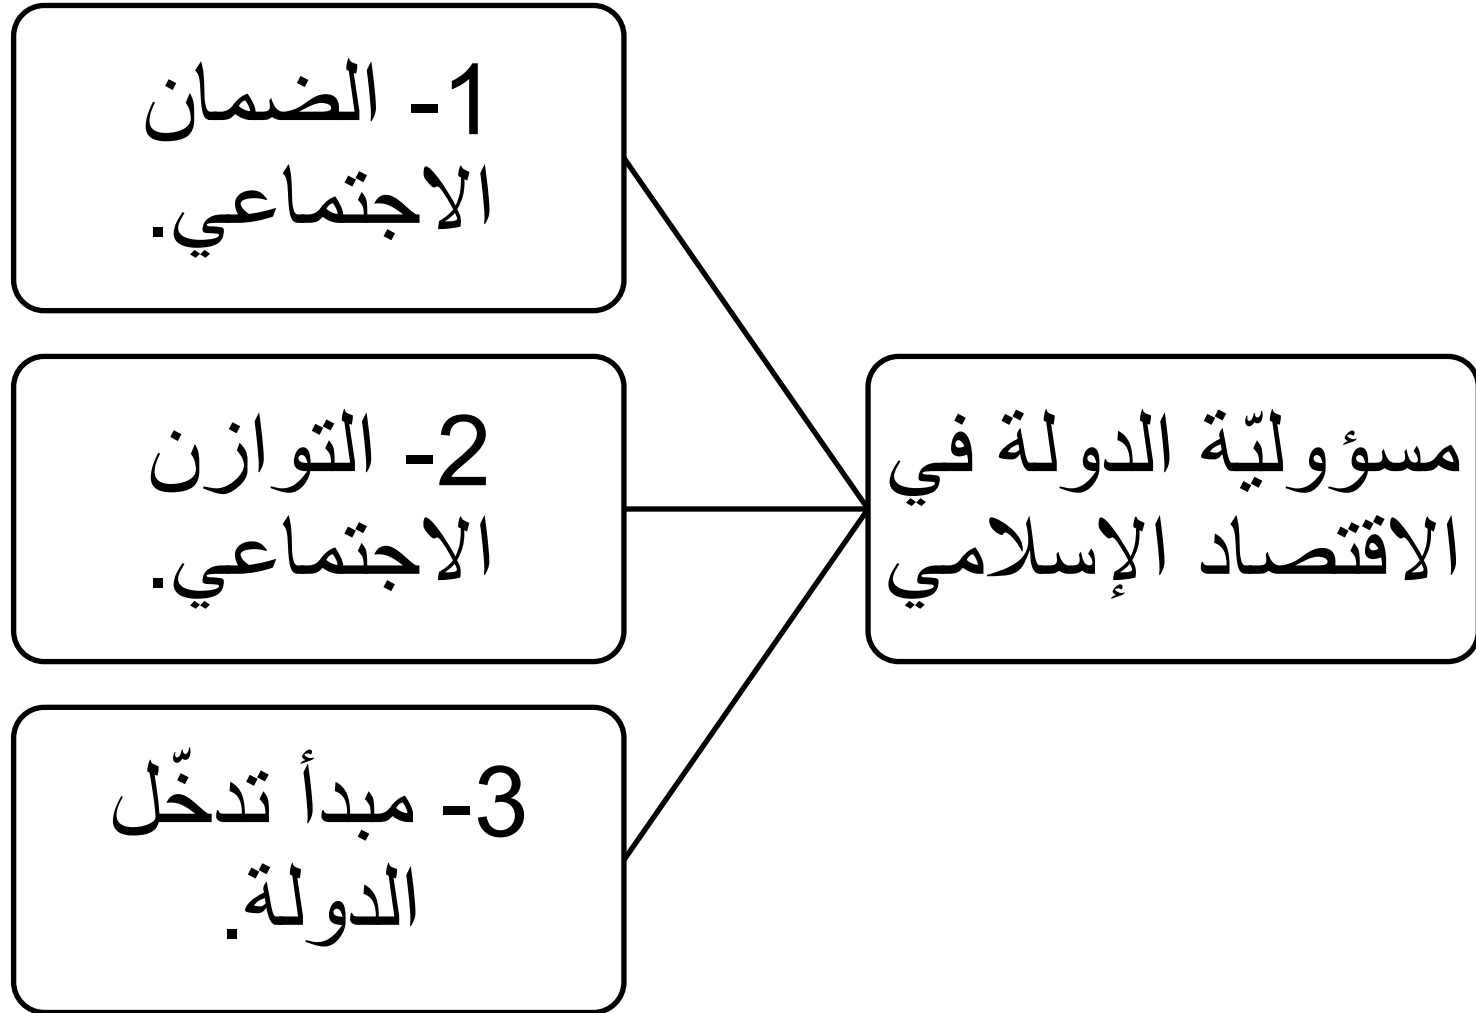 مسؤوليّة الدولة في
الاقتصاد الإسلامي
1- الضمان
الاجتماعي.
2- التوازن
الاجتماعي.
3- مبدأ تدخّل
الدولة.